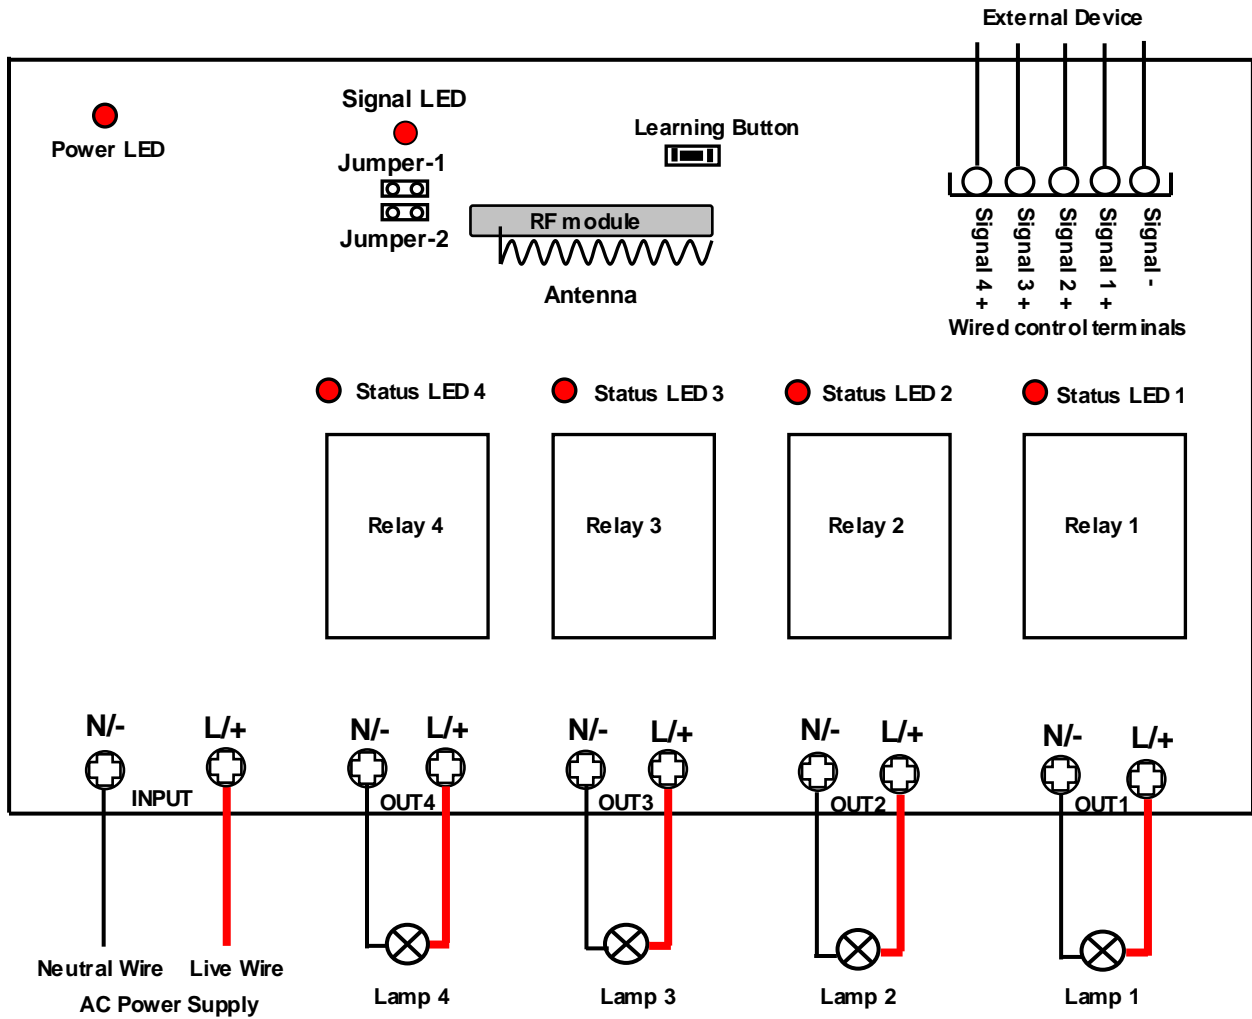 External Device
Signal LED
Power LED
Learning Button
Jumper-1
Jumper-2
RF module
Antenna
Signal 4 +
Signal 3 +
Signal 2 +
Signal 1 +
Signal -
Wired control terminals
Status LED 4
Status LED 3
Status LED 2
Status LED 1
Relay 4
Relay 3
Relay 2
Relay 1
N/- L/+
N/- L/+
N/- L/+
N/- L/+
N/- L/+
INPUT
OUT4
OUT3
OUT2
OUT1
Neutral Wire
Live Wire
AC Power Supply
Lamp 4
Lamp 3
Lamp 2
Lamp 1